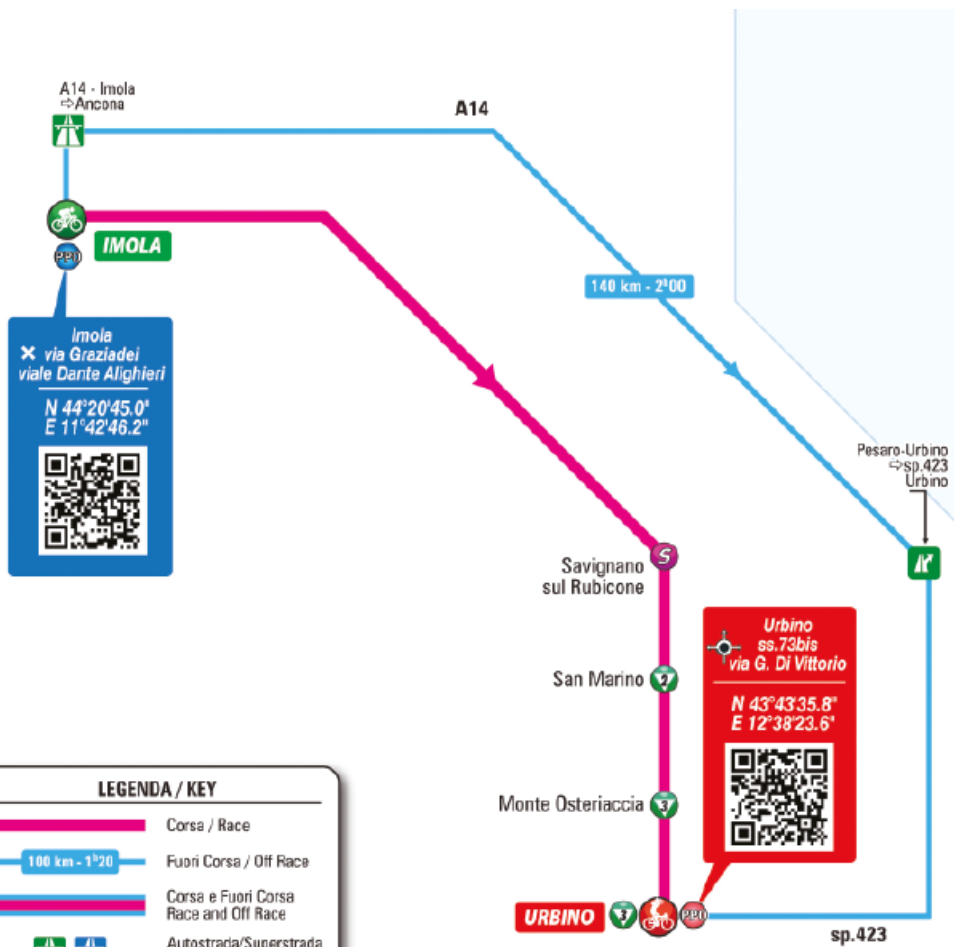 A14 - Imola
⇨Ancona
A14
IMOLA
PPO
140 km - 2h00
Imola
via Graziadei
viale Dante Alighieri
N 44°20'45.0"
E 11°42'46.2"
Pesaro-Urbino
⇨sp.423
Urbino
S
Savignano
sul Rubicone
Urbino
ss.73bis
via G. Di Vittorio
N 43°43'35.8"
E 12°38'23.6"
San Marino 2
Monte Osteriaccia 3
URBINO 3
PPO
sp.423
LEGENDA / KEY
Corsa / Race
100 km - 1h20
Fuori Corsa / Off Race
Corsa e Fuori Corsa
Race and Off Race
Autostrada/Superstrada